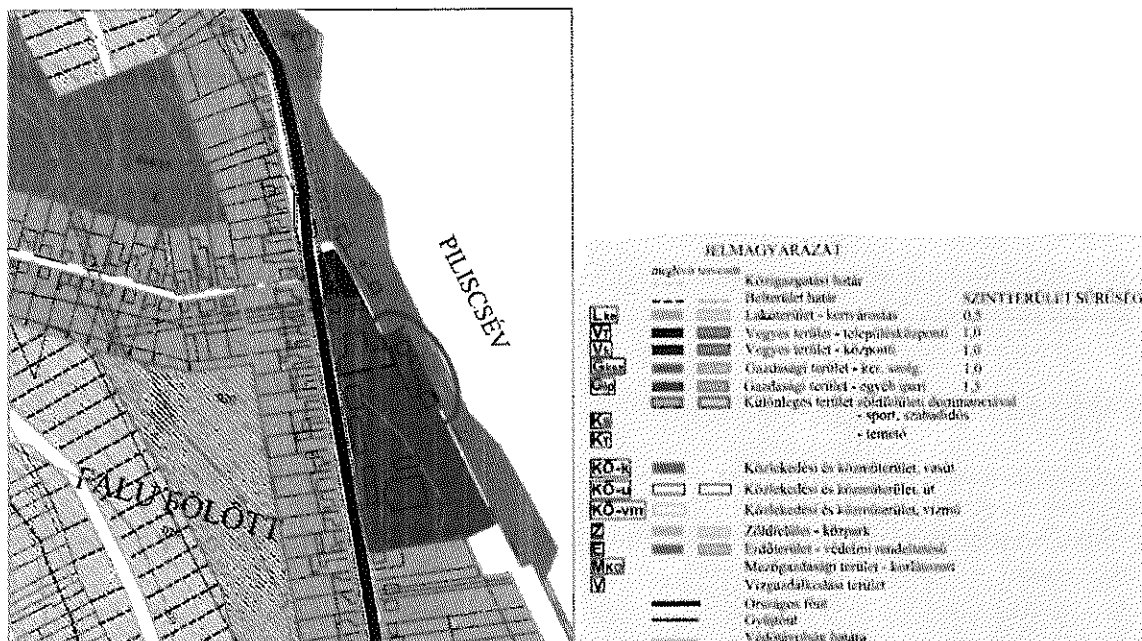 PILISCSÉV
FALU FÖLÖTT
JELMAGYARÁZAT
meglévő tervezett
Közigazgatási határ
Belterület határ SZINTTERÜLET SŰRŰSÉG
Lke Lakóterület - kertvárosias 0.5
VT Vegyes terület - településközponti 1.0
VK Vegyes terület - központi 1.0
Gksz Gazdasági terület - ker. szolg. 1.0
Gip Gazdasági terület - egyéb ipari 1.5
Különleges terület zöldfelületi dominanciával
- sport, szabadidős
KT - temető
KÖ-k Közlekedési és közműterület, vasút
KÖ-u Közlekedési és közműterület, út
KÖ-vm Közlekedési és közműterület, vízmű
Z Zöldfelület - közpark
E Erdőterület - védelmi rendeltetésű
MKO Mezőgazdasági terület - korlátozott
V Vízgazdálkodási terület
Országos főút
Gyűjtőút
határa